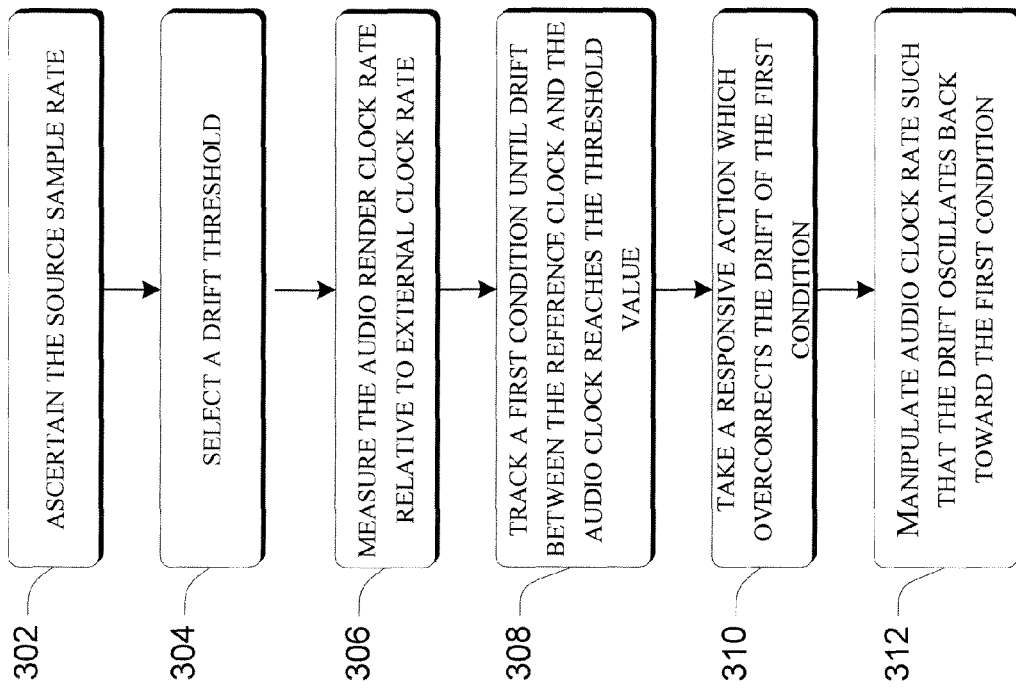 302
ASCERTAIN THE SOURCE SAMPLE RATE
304
SELECT A DRIFT THRESHOLD
306
MEASURE THE AUDIO RENDER CLOCK RATE
RELATIVE TO EXTERNAL CLOCK RATE
308
TRACK A FIRST CONDITION UNTIL DRIFT
BETWEEN THE REFERENCE CLOCK AND THE
AUDIO CLOCK REACHES THE THRESHOLD
VALUE
310
TAKE A RESPONSIVE ACTION WHICH
OVERCORRECTS THE DRIFT OF THE FIRST
CONDITION
312
MANIPULATE AUDIO CLOCK RATE SUCH
THAT THE DRIFT OSCILLATES BACK
TOWARD THE FIRST CONDITION